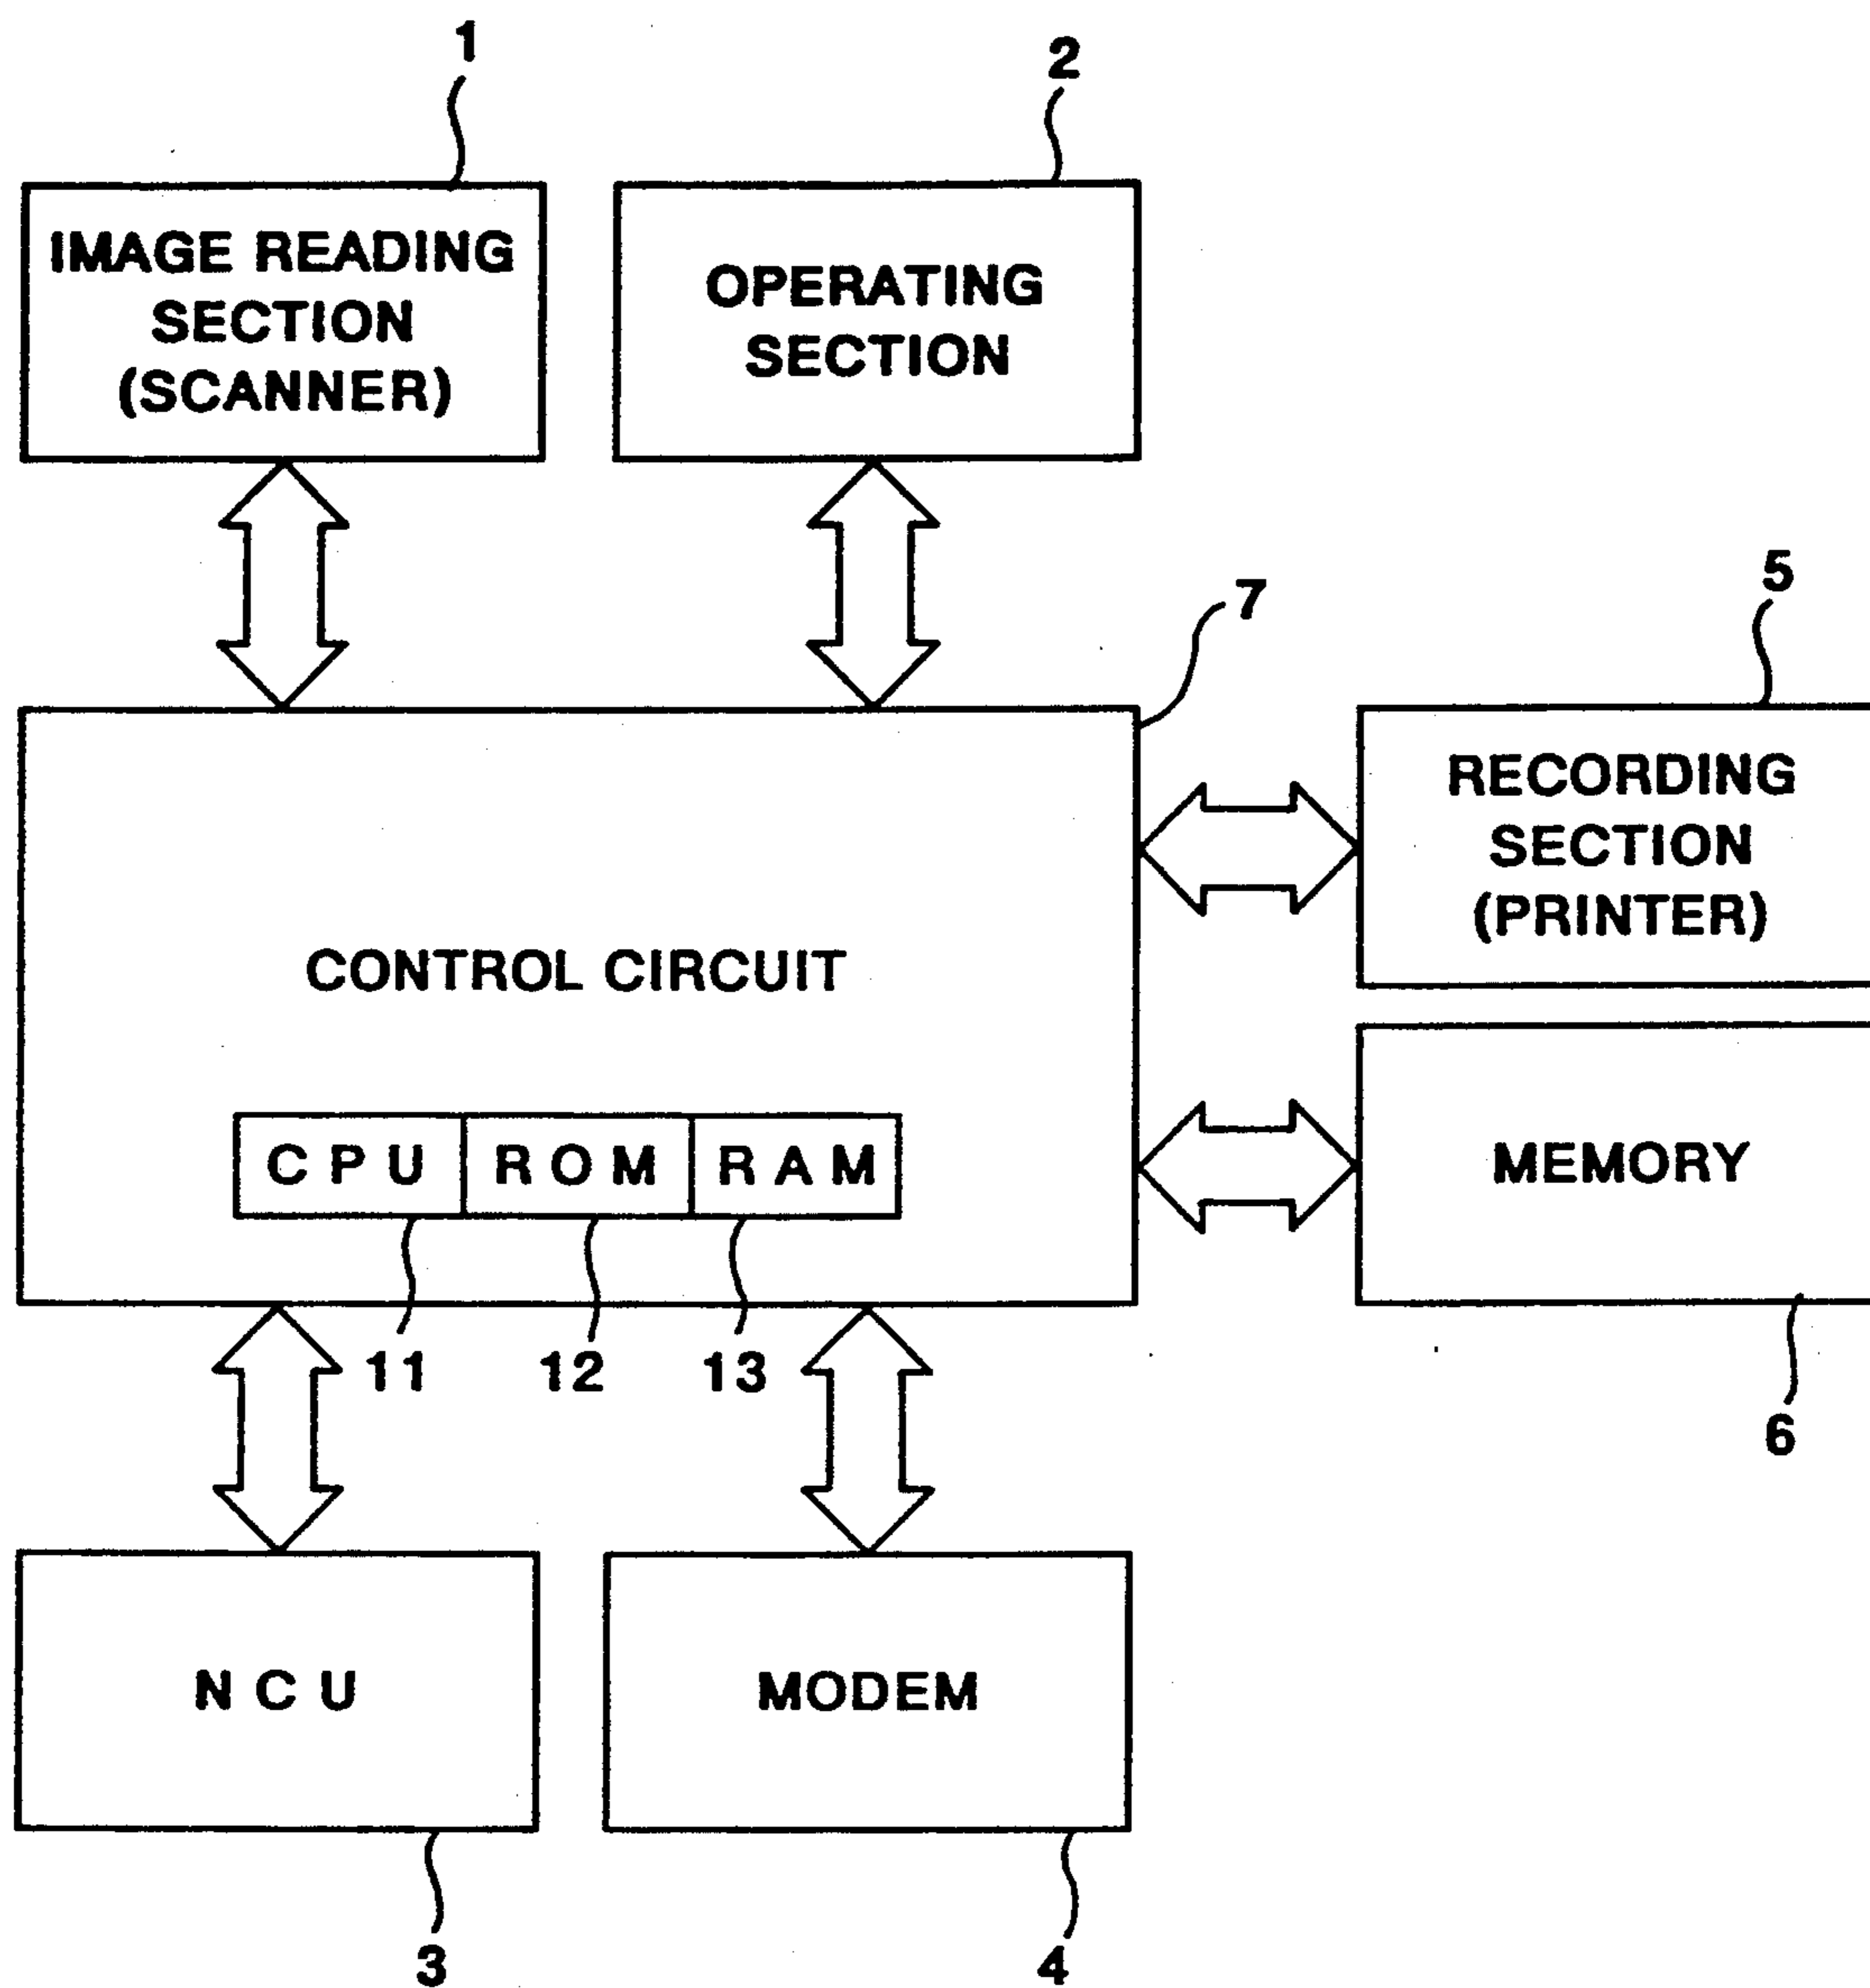 1
2
IMAGE READING
SECTION
(SCANNER)
OPERATING
SECTION
7
5
RECORDING
SECTION
(PRINTER)
CONTROL CIRCUIT
CPU ROM RAM
MEMORY
11 12 13
6
NCU
MODEM
3
4